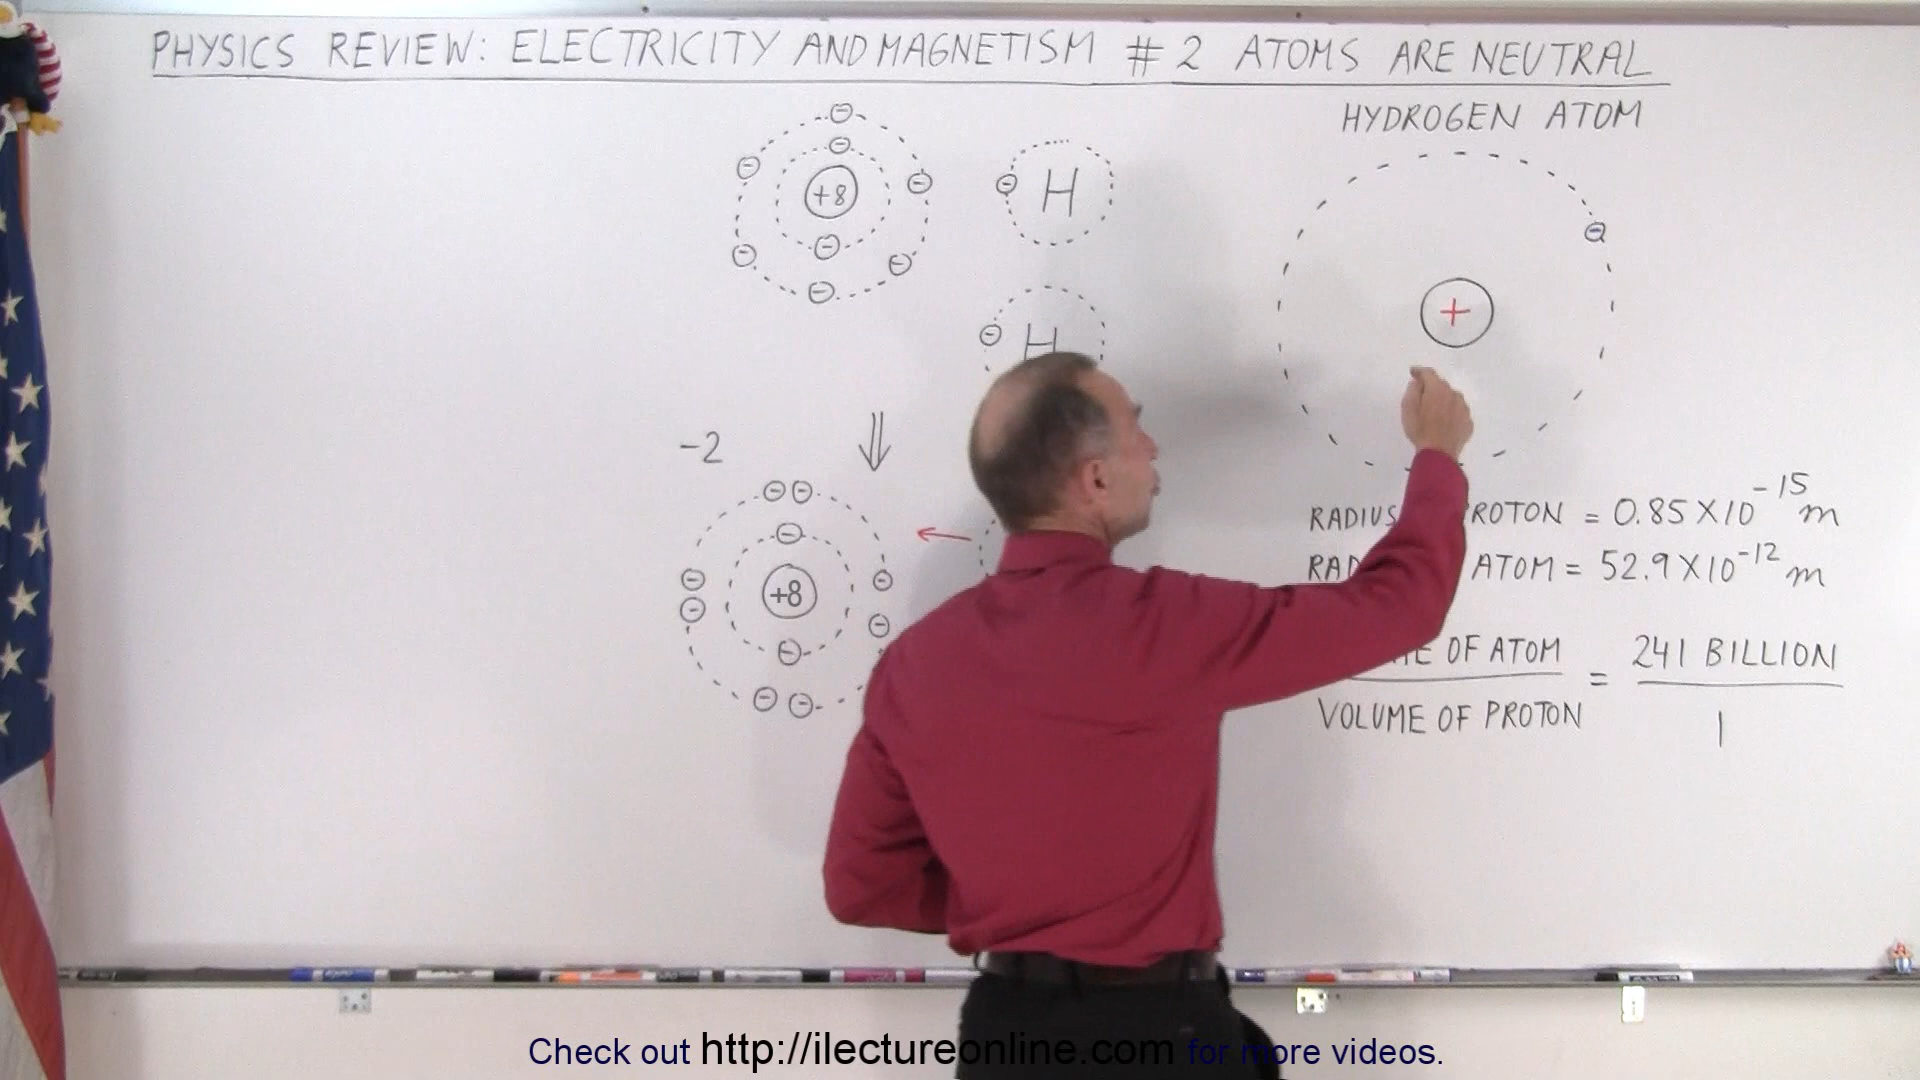 PHYSICS REVIEW: ELECTRICITY AND MAGNETISM # 2 ATOMS ARE NEUTRAL
HYDROGEN ATOM
+8
H
H
+
-2
+8
RADIUS ROTON = 0.85 X 10^-15 m
RAD ATOM = 52.9 X 10^-12 m
E OF ATOM = 241 BILLION
VOLUME OF PROTON 1
Check out http://ilectureonline.com for more videos.